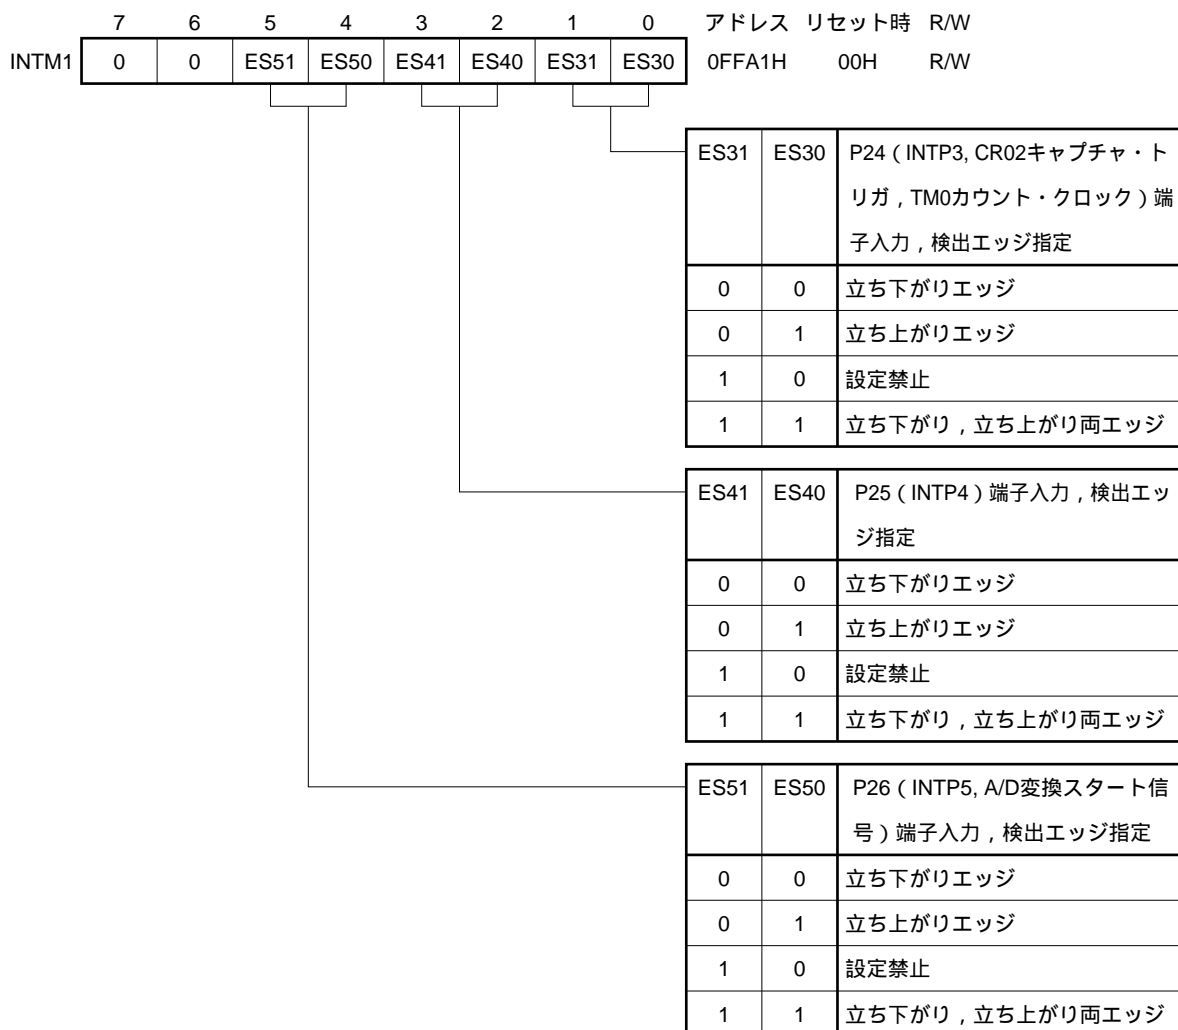 7 6 5 4 3 2 1 0 アドレス リセット時 R/W
INTM1 0 0 ES51 ES50 ES41 ES40 ES31 ES30 0FFA1H 00H R/W
ES31 ES30 P24（INTP3, CR02キャプチャ・ト
リガ，TM0カウント・クロック）端
子入力，検出エッジ指定
0 0 立ち下がりエッジ
0 1 立ち上がりエッジ
1 0 設定禁止
1 1 立ち下がり，立ち上がり両エッジ
ES41 ES40 P25（INTP4）端子入力，検出エッ
ジ指定
0 0 立ち下がりエッジ
0 1 立ち上がりエッジ
1 0 設定禁止
1 1 立ち下がり，立ち上がり両エッジ
ES51 ES50 P26（INTP5, A/D変換スタート信
号）端子入力，検出エッジ指定
0 0 立ち下がりエッジ
0 1 立ち上がりエッジ
1 0 設定禁止
1 1 立ち下がり，立ち上がり両エッジ